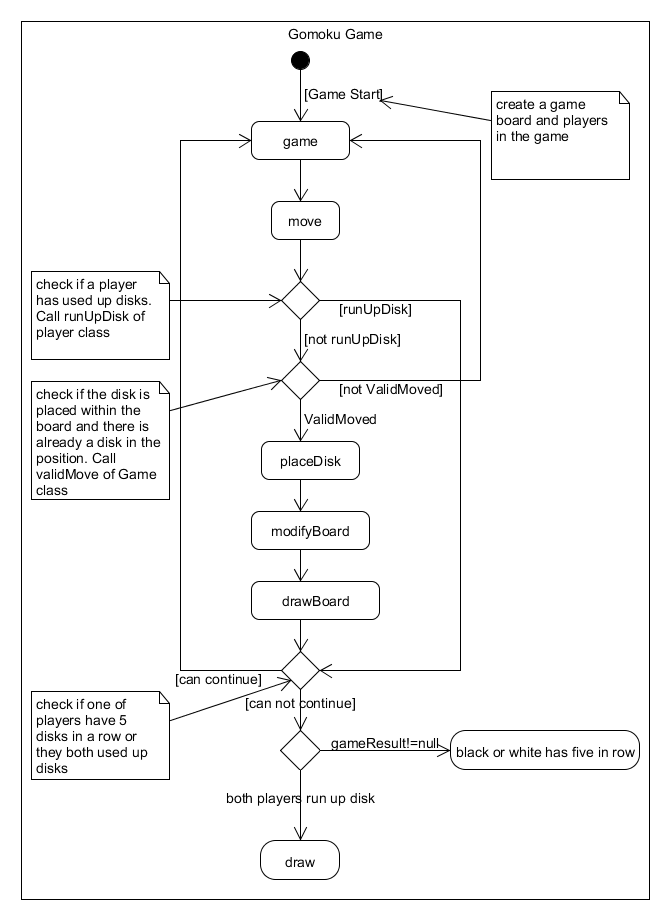 Gomoku Game
[Game Start]
create a game
board and players
in the game
game
move
check if a player
has used up disks.
Call runUpDisk of
player class
[runUpDisk]
[not runUpDisk]
check if the disk is
placed within the
board and there is
already a disk in the
position. Call
validMove of Game
class
[not ValidMoved]
ValidMoved
placeDisk
modifyBoard
drawBoard
[can continue]
[can not continue]
check if one of
players have 5
disks in a row or
they both used up
disks
gameResult!=null
black or white has five in row
both players run up disk
draw